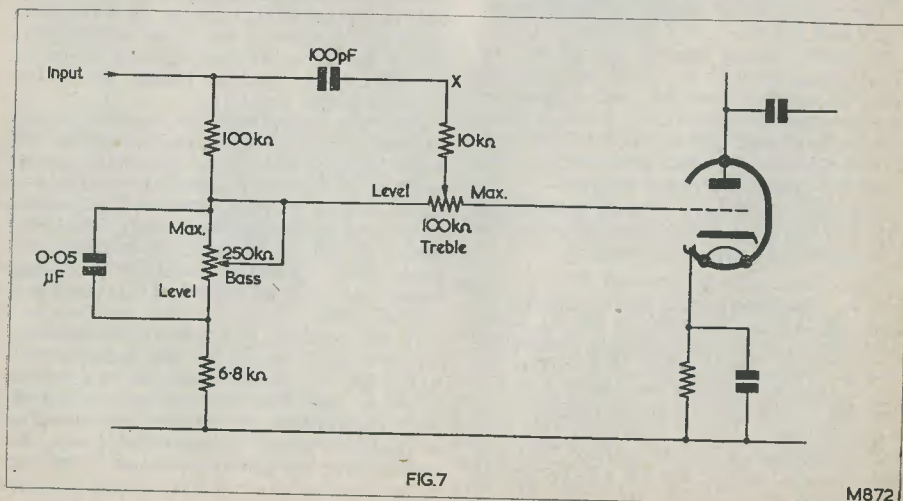 100pF
Input
X
100kΩ
10kΩ
Level
Max.
100kΩ
Treble
Max.
0·05
µF
250kΩ
Bass
Level
6·8kΩ
FIG.7
M872